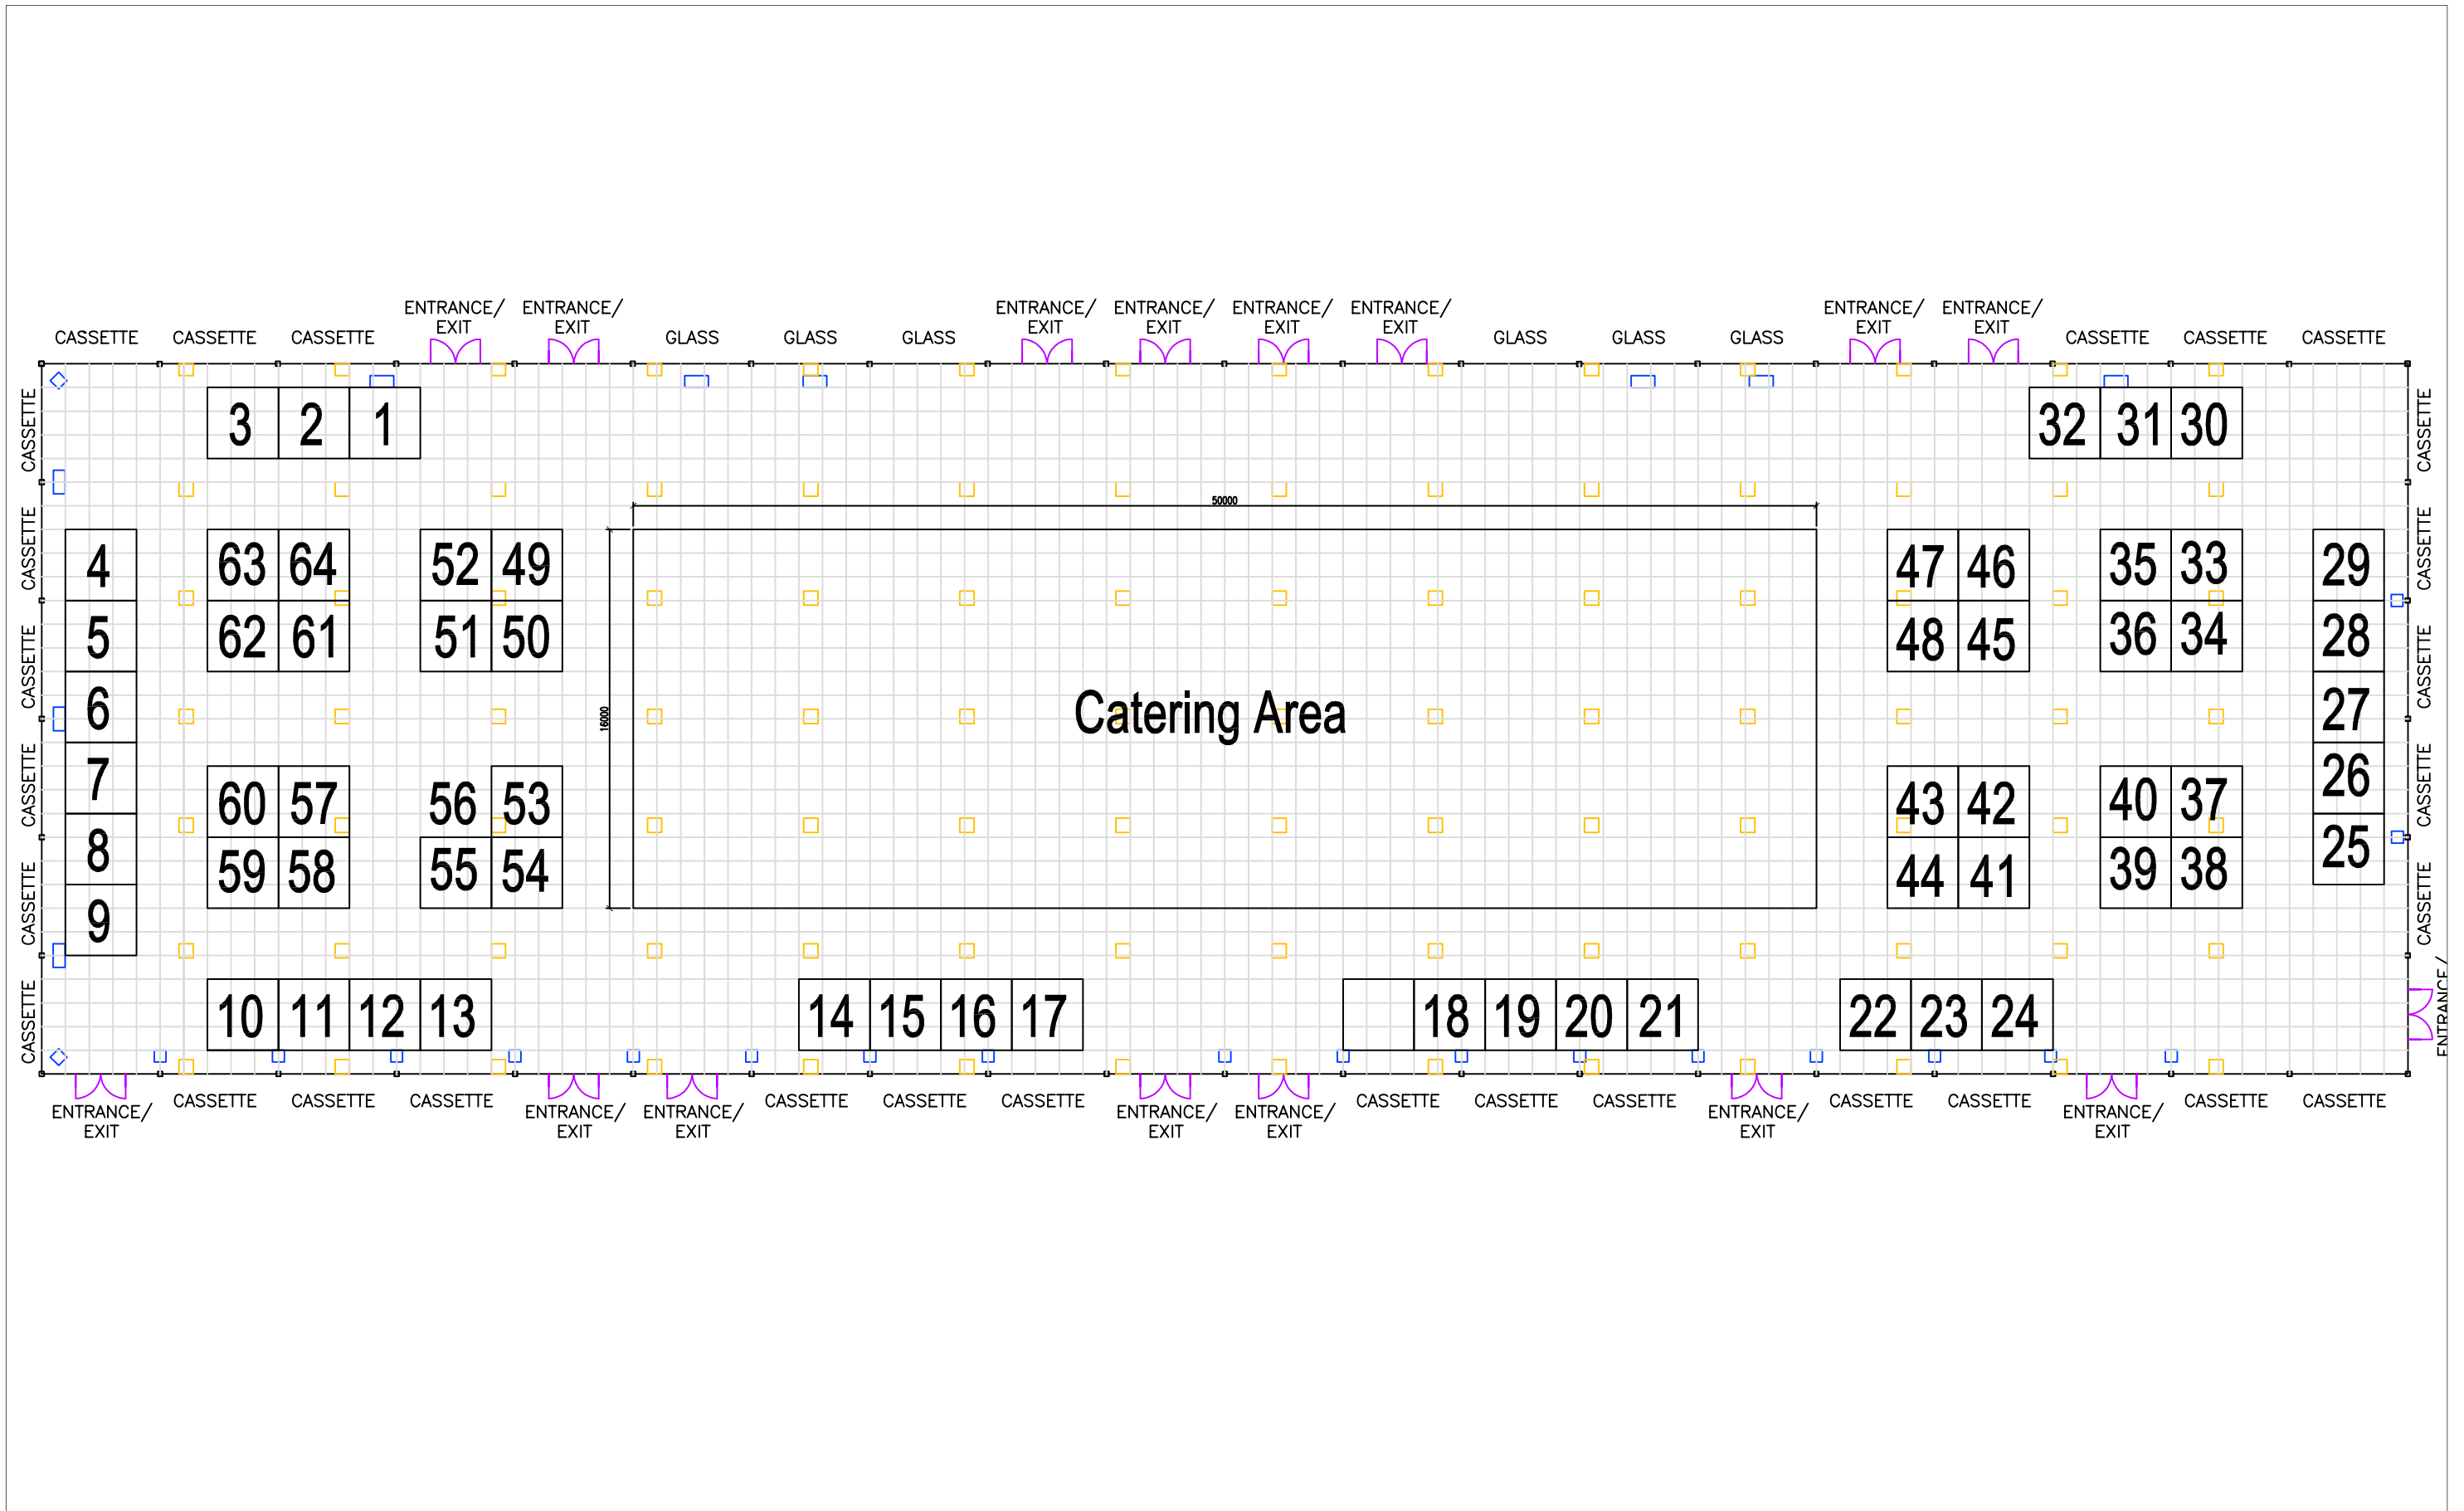 ENTRANCE/ ENTRANCE/ ENTRANCE/ ENTRANCE/ ENTRANCE/ ENTRANCE/ ENTRANCE/ ENTRANCE/
EXIT EXIT EXIT EXIT EXIT EXIT EXIT EXIT
CASSETTE CASSETTE CASSETTE GLASS GLASS GLASS GLASS GLASS GLASS CASSETTE CASSETTE CASSETTE
CASSETTE
CASSETTE
CASSETTE
CASSETTE
CASSETTE
CASSETTE
3 2 1 32 31 30
50000
4 63 64 52 49 47 46 35 33 29
5 62 61 51 50 48 45 36 34 28
6 27
16000
Catering Area
7 60 57 56 53 43 42 40 37 26
8 59 58 55 54 44 41 39 38 25
9
10 11 12 13 14 15 16 17 18 19 20 21 22 23 24
CASSETTE
CASSETTE
CASSETTE
CASSETTE
CASSETTE
ENTRANCE/
CASSETTE CASSETTE CASSETTE CASSETTE CASSETTE CASSETTE CASSETTE CASSETTE CASSETTE CASSETTE CASSETTE CASSETTE CASSETTE
ENTRANCE/ ENTRANCE/ ENTRANCE/ ENTRANCE/ ENTRANCE/ ENTRANCE/ ENTRANCE/
EXIT EXIT EXIT EXIT EXIT EXIT EXIT